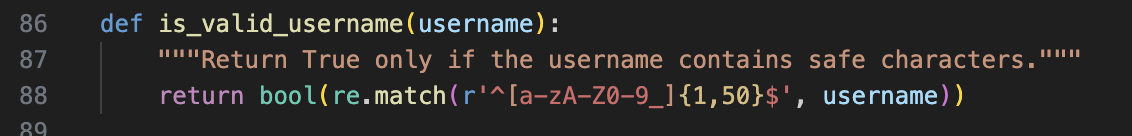 86 def is_valid_username(username):
87 """Return True only if the username contains safe characters."""
88 return bool(re.match(r'^[a-zA-Z0-9_]{1,50}$', username))
89